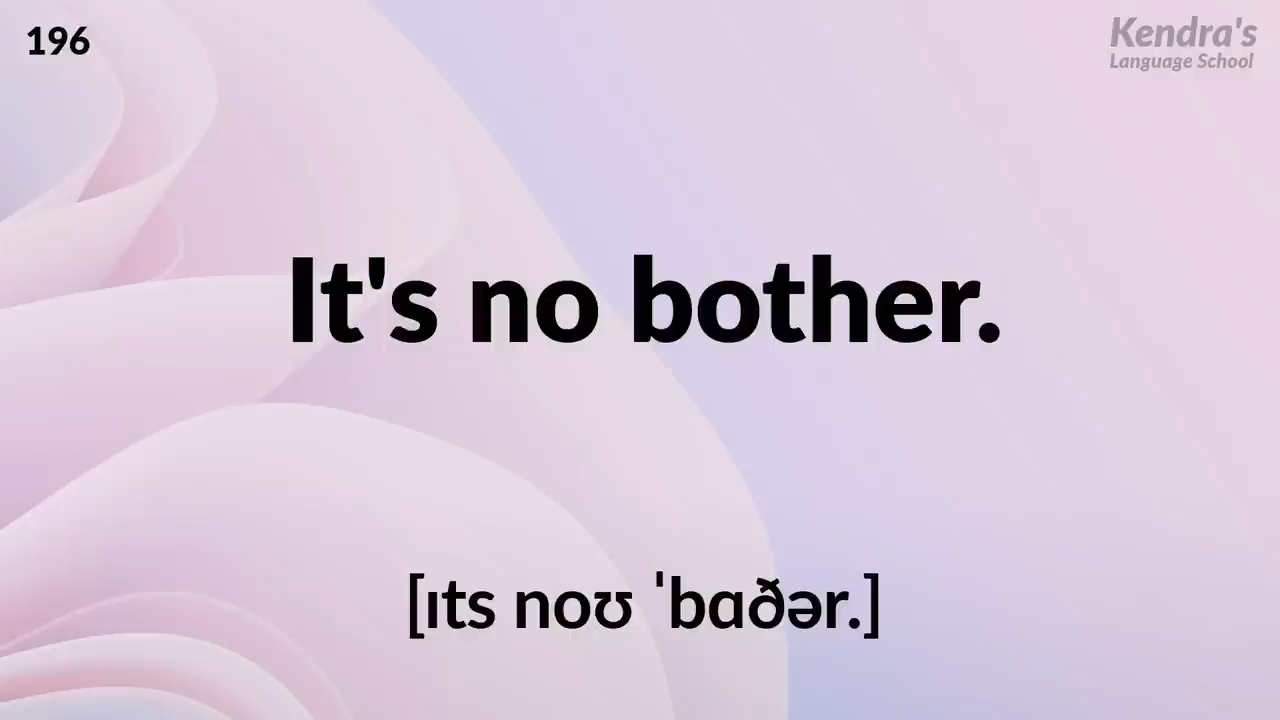 196
Kendra's
Language School
It's no bother.
[ɪts noʊ ˈbɑðər.]